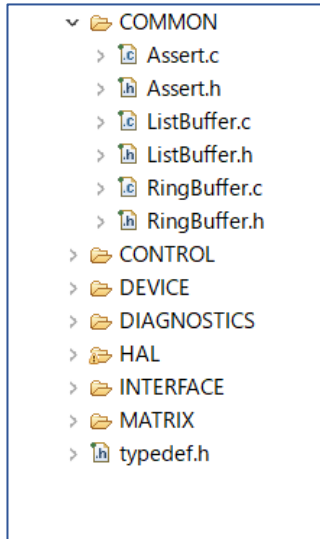 COMMON
Assert.c
Assert.h
ListBuffer.c
ListBuffer.h
RingBuffer.c
RingBuffer.h
CONTROL
DEVICE
DIAGNOSTICS
HAL
INTERFACE
MATRIX
typedef.h